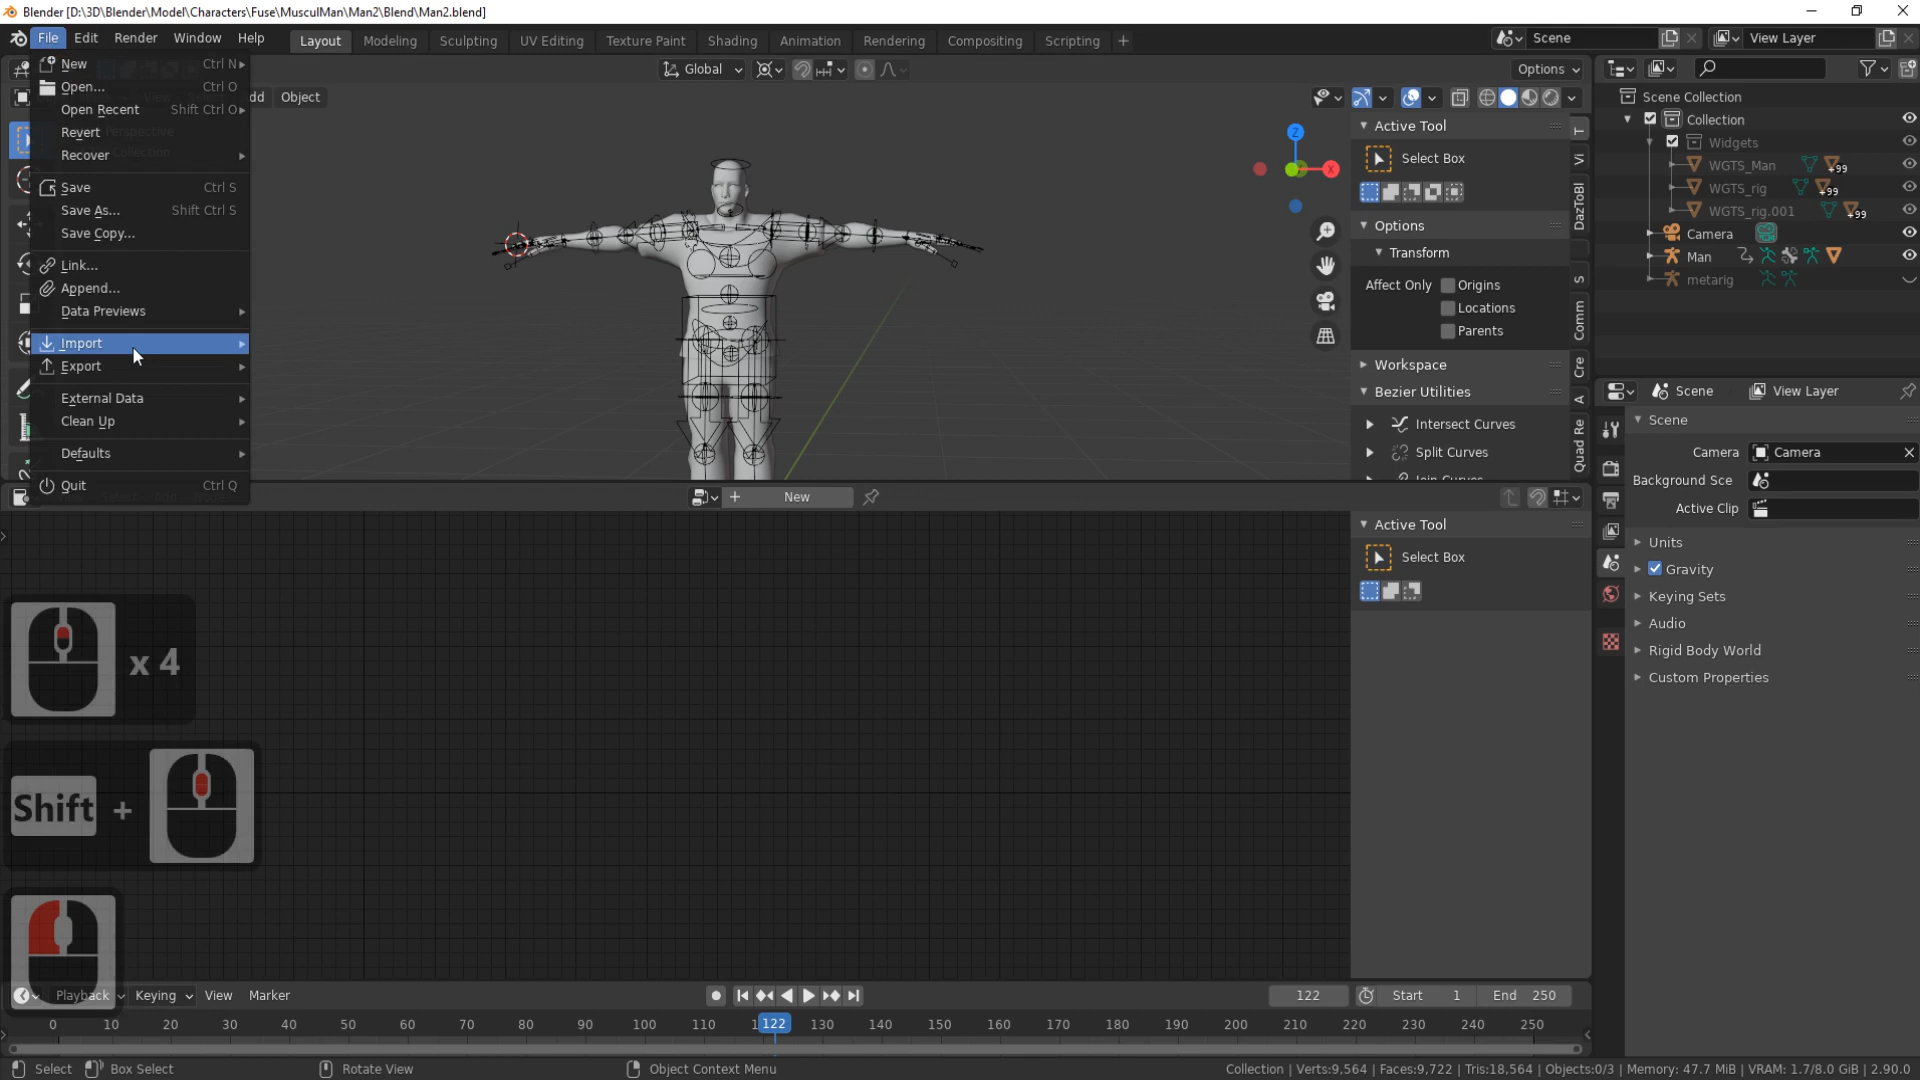 Blender [D:\3D\Blender\Model\Characters\Fuse\MusculMan\Man2\Blend\Man2.blend]
File Edit Render Window Help Layout Modeling Sculpting UV Editing Texture Paint Shading Animation Rendering Compositing Scripting + Scene View Layer
New Ctrl N
Open... Ctrl O
Open Recent Shift Ctrl O
Revert
Recover
Save Ctrl S
Save As... Shift Ctrl S
Save Copy...
Link...
Append...
Data Previews
Import
Export
External Data
Clean Up
Defaults
Quit Ctrl Q
Global Options
dd Object
Z
X
Active Tool
Select Box
Options
Transform
Affect Only Origins
Locations
Parents
Workspace
Bezier Utilities
Intersect Curves
Split Curves
Join Curves
T
Vi
DazToBl
S
Comm
Cre
A
Quad Re
Scene Collection
Collection
Widgets
WGTS_Man +99
WGTS_rig +99
WGTS_rig.001 +99
Camera
Man
metarig
Scene View Layer
Scene
Camera Camera
Background Sce
Active Clip
Units
Gravity
Keying Sets
Audio
Rigid Body World
Custom Properties
+ New
Active Tool
Select Box
x 4
Shift +
Playback Keying View Marker 122 Start 1 End 250
0 10 20 30 40 50 60 70 80 90 100 110 122 130 140 150 160 170 180 190 200 210 220 230 240 250
Select Box Select Rotate View Object Context Menu Collection | Verts:9,564 | Faces:9,722 | Tris:18,564 | Objects:0/3 | Memory: 47.7 MiB | VRAM: 1.7/8.0 GiB | 2.90.0